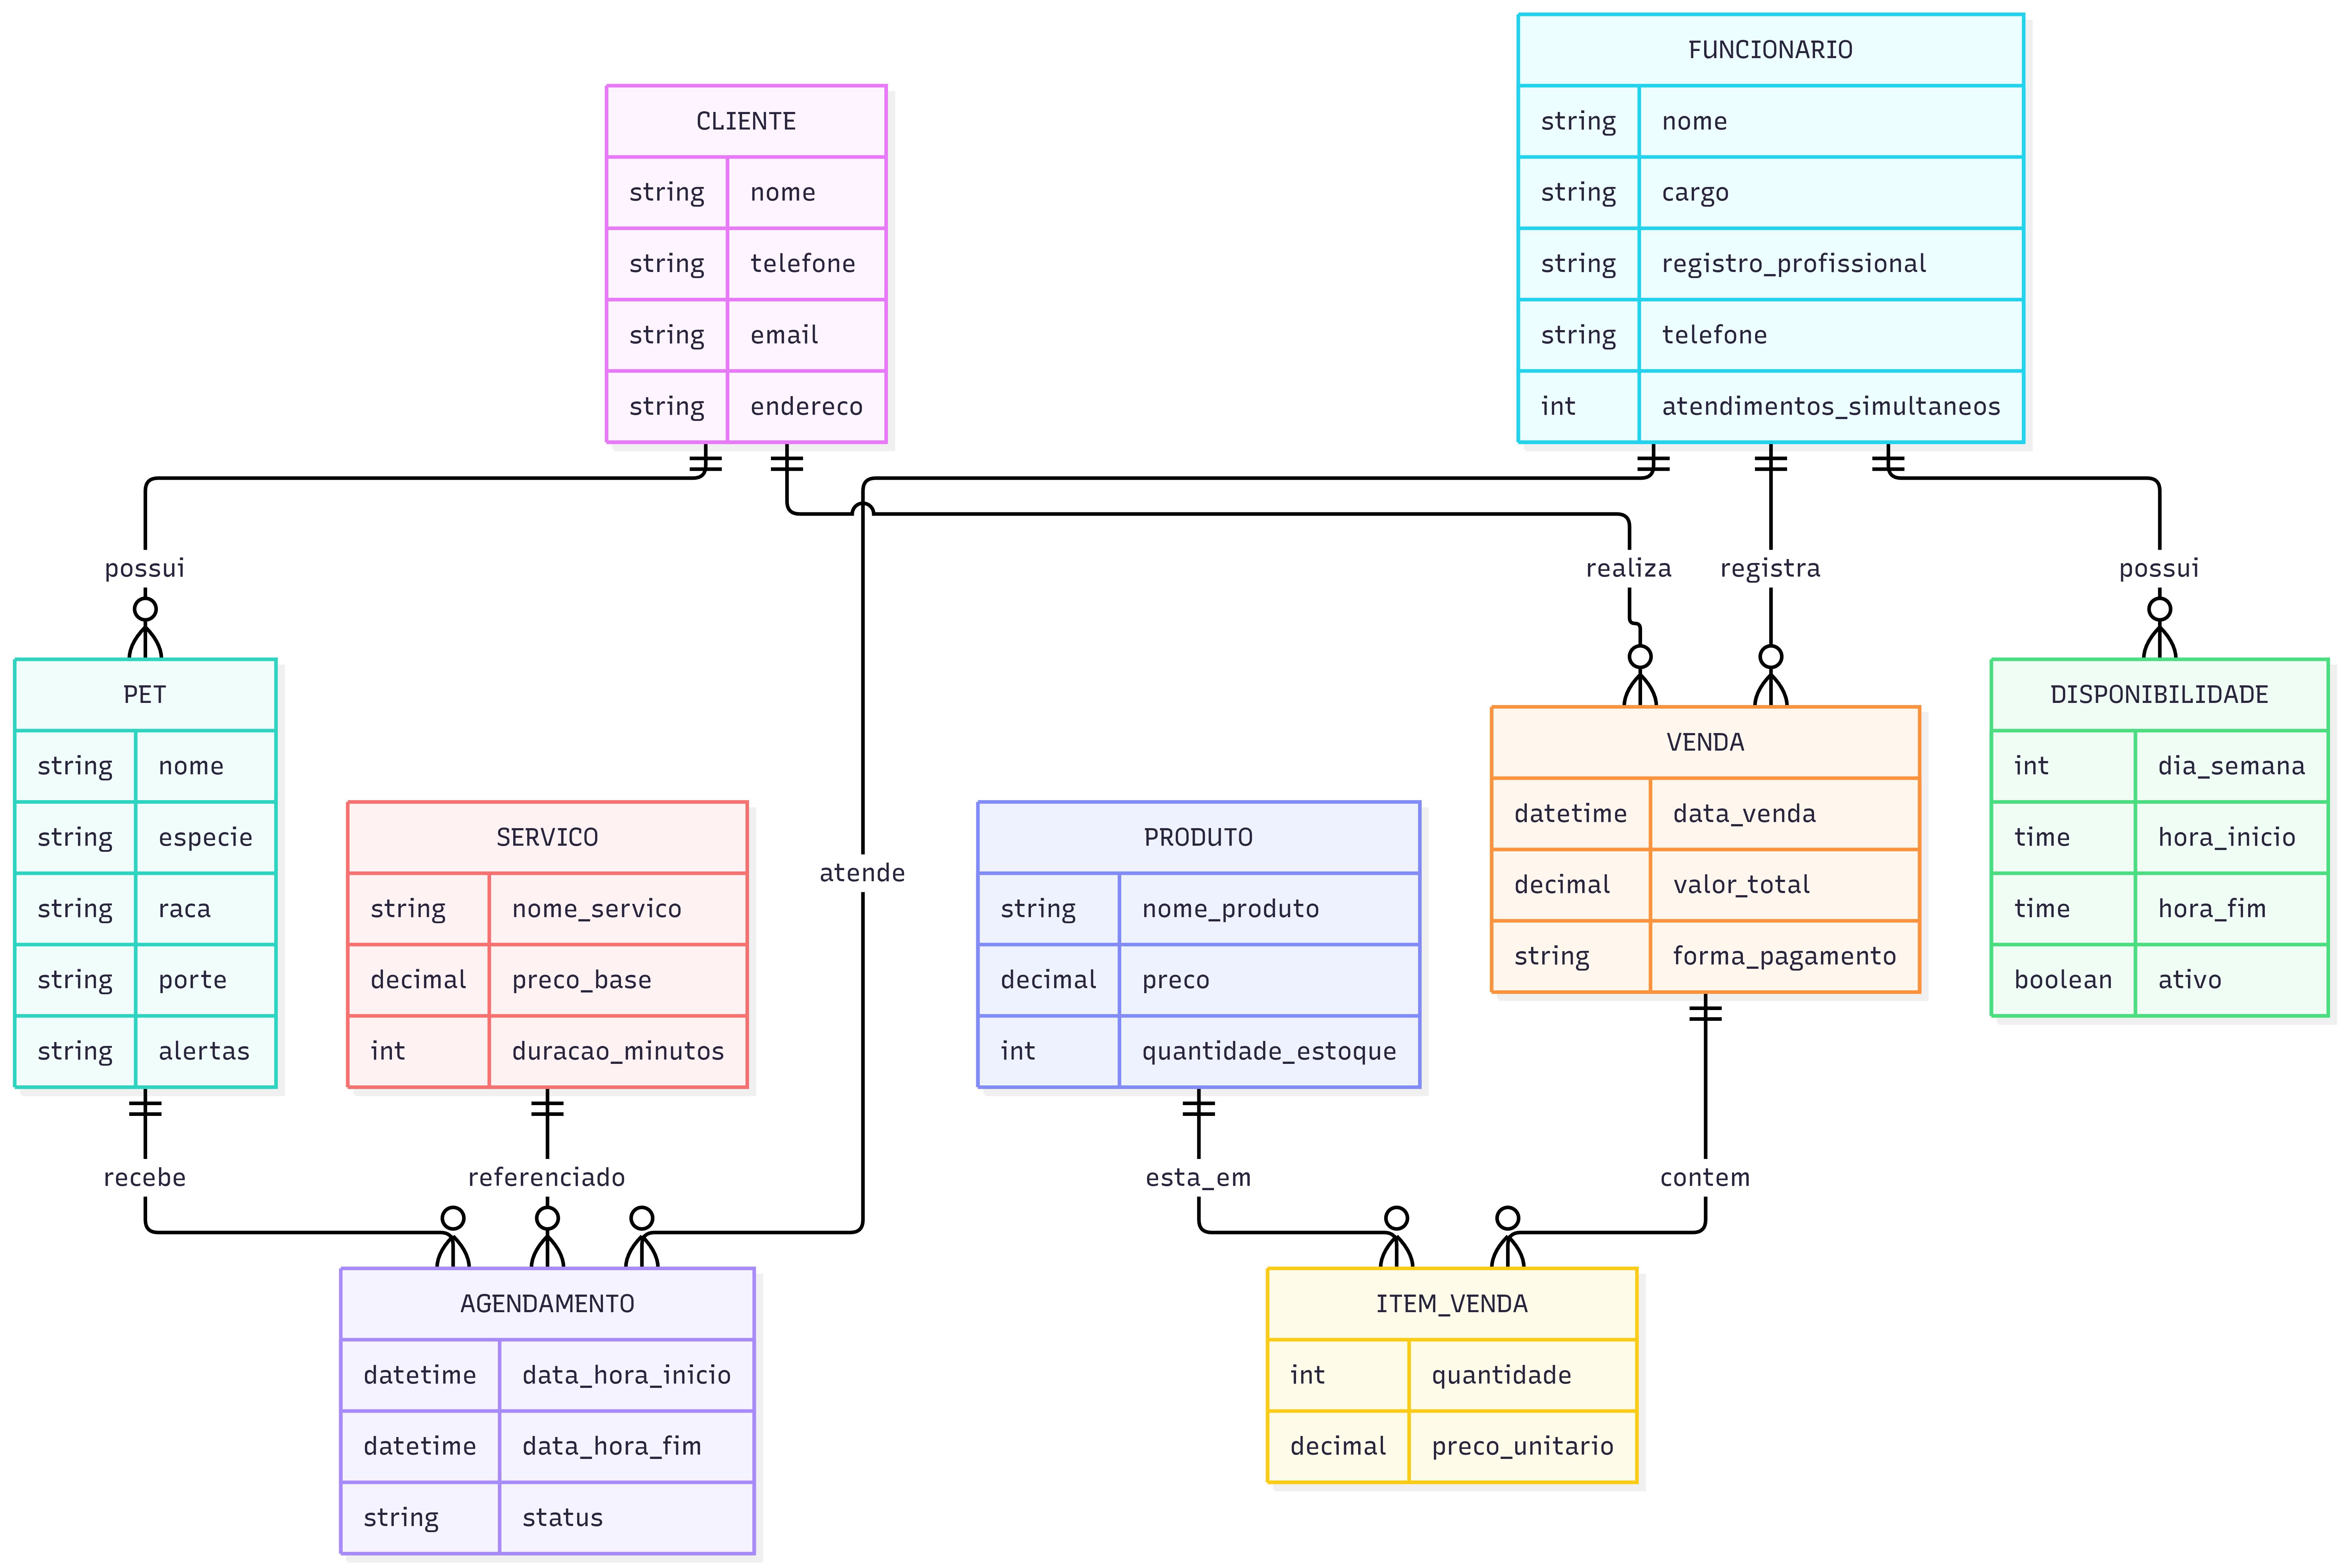 FUNCIONARIO
string nome
string cargo
string registro_profissional
string telefone
int atendimentos_simultaneos
CLIENTE
string nome
string telefone
string email
string endereco
possui
realiza
registra
possui
PET
string nome
string especie
string raca
string porte
string alertas
SERVICO
string nome_servico
decimal preco_base
int duracao_minutos
atende
PRODUTO
string nome_produto
decimal preco
int quantidade_estoque
VENDA
datetime data_venda
decimal valor_total
string forma_pagamento
DISPONIBILIDADE
int dia_semana
time hora_inicio
time hora_fim
boolean ativo
recebe
referenciado
esta_em
contem
AGENDAMENTO
datetime data_hora_inicio
datetime data_hora_fim
string status
ITEM_VENDA
int quantidade
decimal preco_unitario